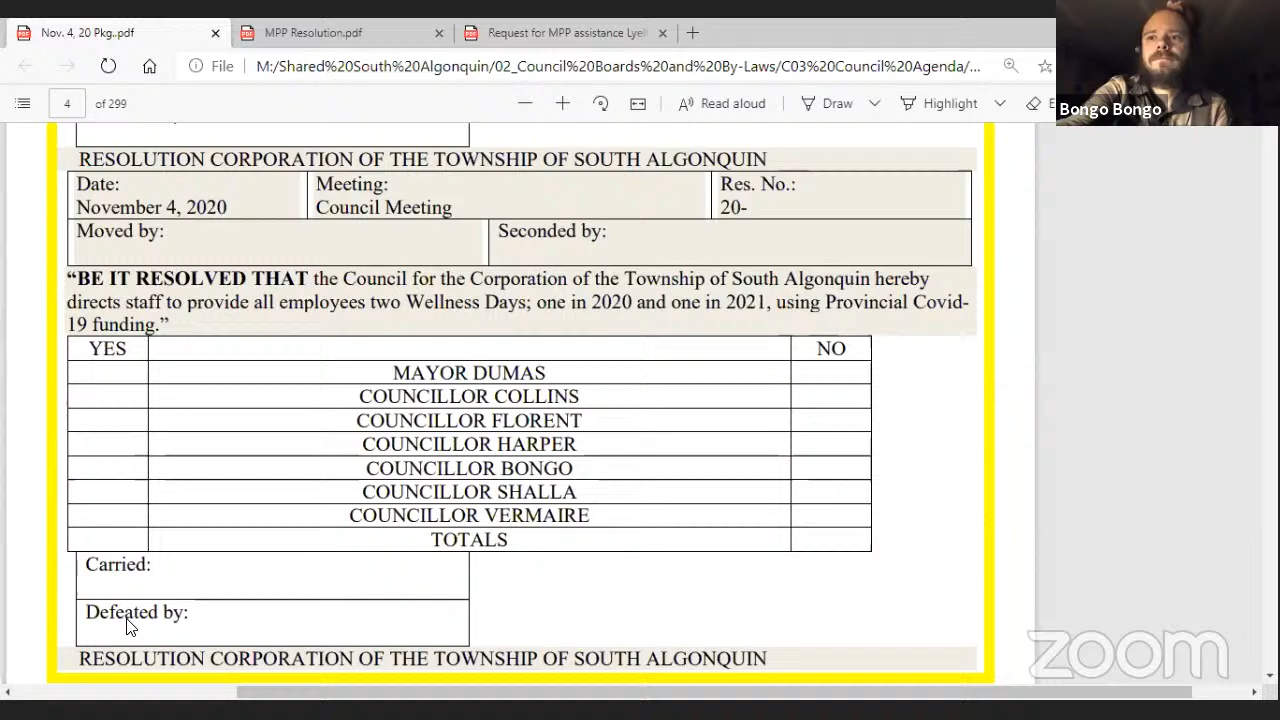 Nov. 4, 20 Pkg..pdf
MPP Resolution.pdf
Request for MPP assistance Lyell
File
M:/Shared%20South%20Algonquin/02_Council%20Boards%20and%20By-Laws/C03%20Council%20Agenda/...
4 of 299
Read aloud
Draw
Highlight
Bongo Bongo
RESOLUTION CORPORATION OF THE TOWNSHIP OF SOUTH ALGONQUIN
Date: Meeting: Res. No.:
November 4, 2020 Council Meeting 20-
Moved by: Seconded by:
“BE IT RESOLVED THAT the Council for the Corporation of the Township of South Algonquin hereby
directs staff to provide all employees two Wellness Days; one in 2020 and one in 2021, using Provincial Covid-
19 funding.”
YES NO
MAYOR DUMAS
COUNCILLOR COLLINS
COUNCILLOR FLORENT
COUNCILLOR HARPER
COUNCILLOR BONGO
COUNCILLOR SHALLA
COUNCILLOR VERMAIRE
TOTALS
Carried:
Defeated by:
RESOLUTION CORPORATION OF THE TOWNSHIP OF SOUTH ALGONQUIN
zoom